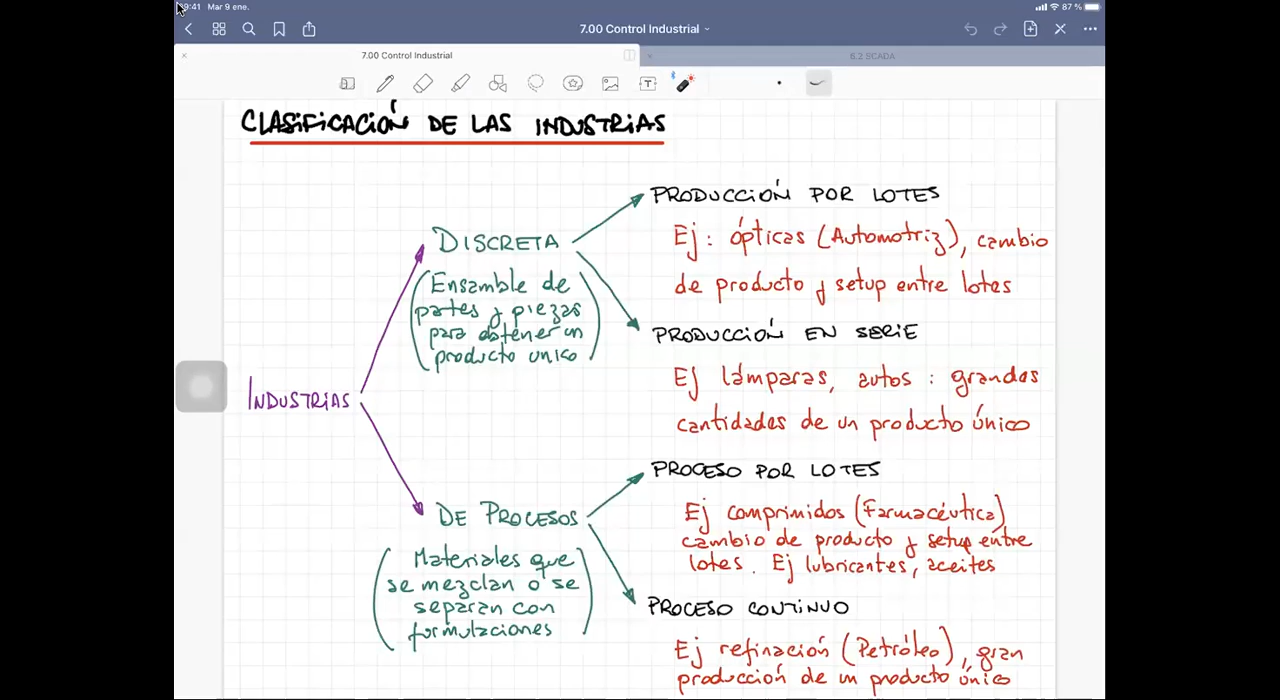 9:41 Mar 9 ene. 87 %
7.00 Control Industrial
7.00 Control Industrial 6.2 SCADA
CLASIFICACIÓN DE LAS INDUSTRIAS
INDUSTRIAS
DISCRETA
(Ensamble de
partes y piezas
para obtener un
producto unico)
PRODUCCIÓN POR LOTES
Ej: ópticas (Automotriz), cambio
de producto y setup entre lotes
PRODUCCIÓN EN SERIE
Ej lámparas, autos : grandes
cantidades de un producto único
DE PROCESOS
(Materiales que
se mezclan o se
separan con
formulaciones)
PROCESO POR LOTES
Ej comprimidos (Farmacéutica)
cambio de producto y setup entre
lotes. Ej lubricantes, aceites
PROCESO CONTINUO
Ej refinación (Petróleo), gran
producción de un producto único